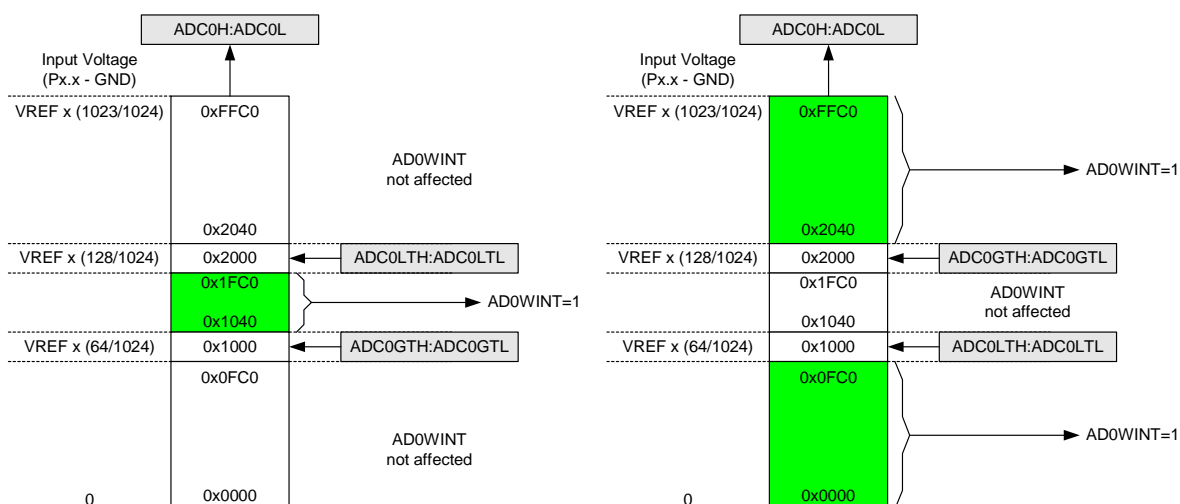 ADC0H:ADC0L
Input Voltage
(Px.x - GND)
VREF x (1023/1024)
0xFFC0
AD0WINT
not affected
0x2040
VREF x (128/1024)
0x2000
ADC0LTH:ADC0LTL
0x1FC0
AD0WINT=1
0x1040
VREF x (64/1024)
0x1000
ADC0GTH:ADC0GTL
0x0FC0
AD0WINT
not affected
0
0x0000
ADC0H:ADC0L
Input Voltage
(Px.x - GND)
VREF x (1023/1024)
0xFFC0
AD0WINT=1
0x2040
VREF x (128/1024)
0x2000
ADC0GTH:ADC0GTL
0x1FC0
AD0WINT
not affected
0x1040
VREF x (64/1024)
0x1000
ADC0LTH:ADC0LTL
0x0FC0
AD0WINT=1
0
0x0000